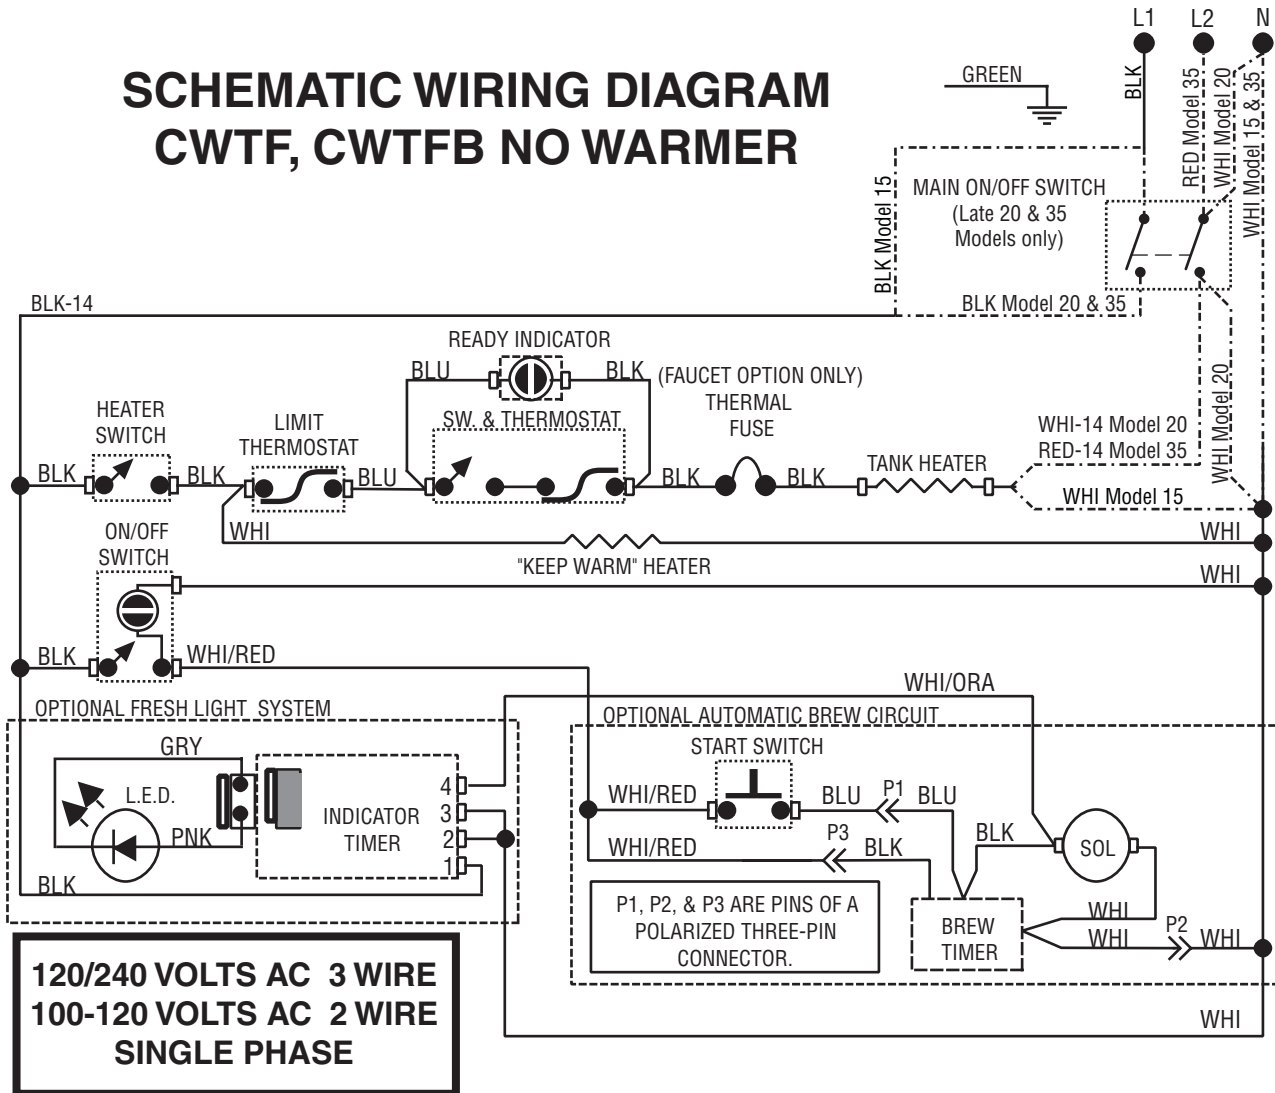 L1 L2 N
SCHEMATIC WIRING DIAGRAM
CWTF, CWTFB NO WARMER
GREEN
BLK
RED Model 35
WHI Model 20
WHI Model 15 & 35
BLK Model 15
MAIN ON/OFF SWITCH
(Late 20 & 35
Models only)
BLK Model 20 & 35
BLK-14
READY INDICATOR
BLU
BLK
(FAUCET OPTION ONLY)
THERMAL
FUSE
HEATER
SWITCH
LIMIT
THERMOSTAT
SW. & THERMOSTAT
WHI-14 Model 20
RED-14 Model 35
WHI Model 20
BLK
BLK
BLU
BLK
BLK
TANK HEATER
WHI Model 15
WHI
"KEEP WARM" HEATER
WHI
ON/OFF
SWITCH
WHI
BLK
WHI/RED
WHI/ORA
OPTIONAL FRESH LIGHT SYSTEM
GRY
L.E.D.
PNK
INDICATOR
TIMER
4
3
2
1
BLK
OPTIONAL AUTOMATIC BREW CIRCUIT
START SWITCH
WHI/RED
BLU
P1
BLU
WHI/RED
P3
BLK
BLK
SOL
P1, P2, & P3 ARE PINS OF A
POLARIZED THREE-PIN
CONNECTOR.
BREW
TIMER
WHI
WHI
P2
WHI
WHI
120/240 VOLTS AC 3 WIRE
100-120 VOLTS AC 2 WIRE
SINGLE PHASE